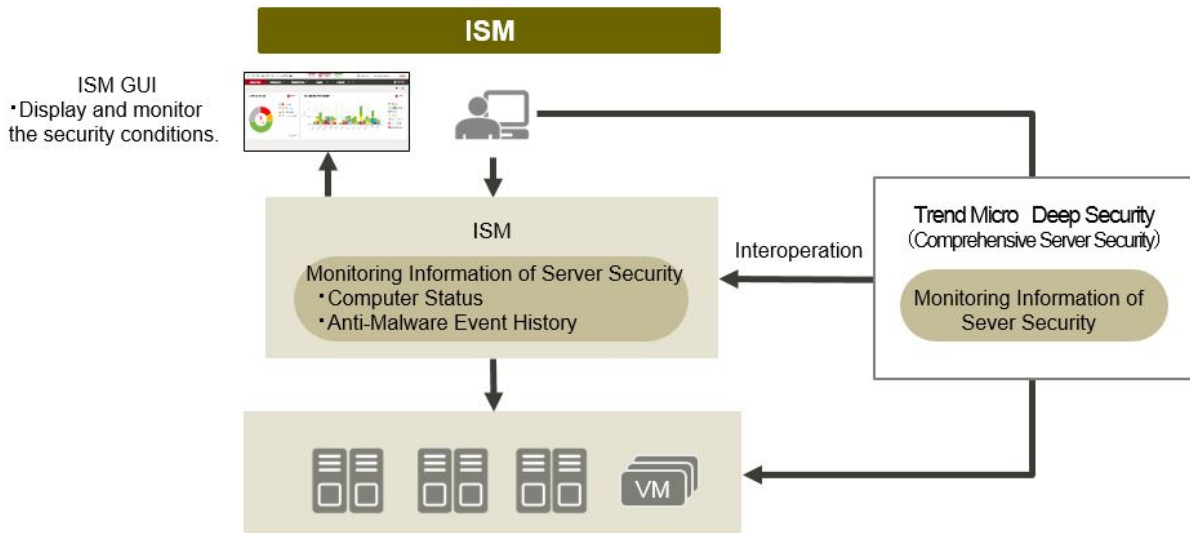 ISM
ISM GUI
・Display and monitor
the security conditions.
ISM
Monitoring Information of Server Security
・Computer Status
・Anti-Malware Event History
Interoperation
Trend Micro Deep Security
(Comprehensive Server Security)
Monitoring Information of
Sever Security
VM